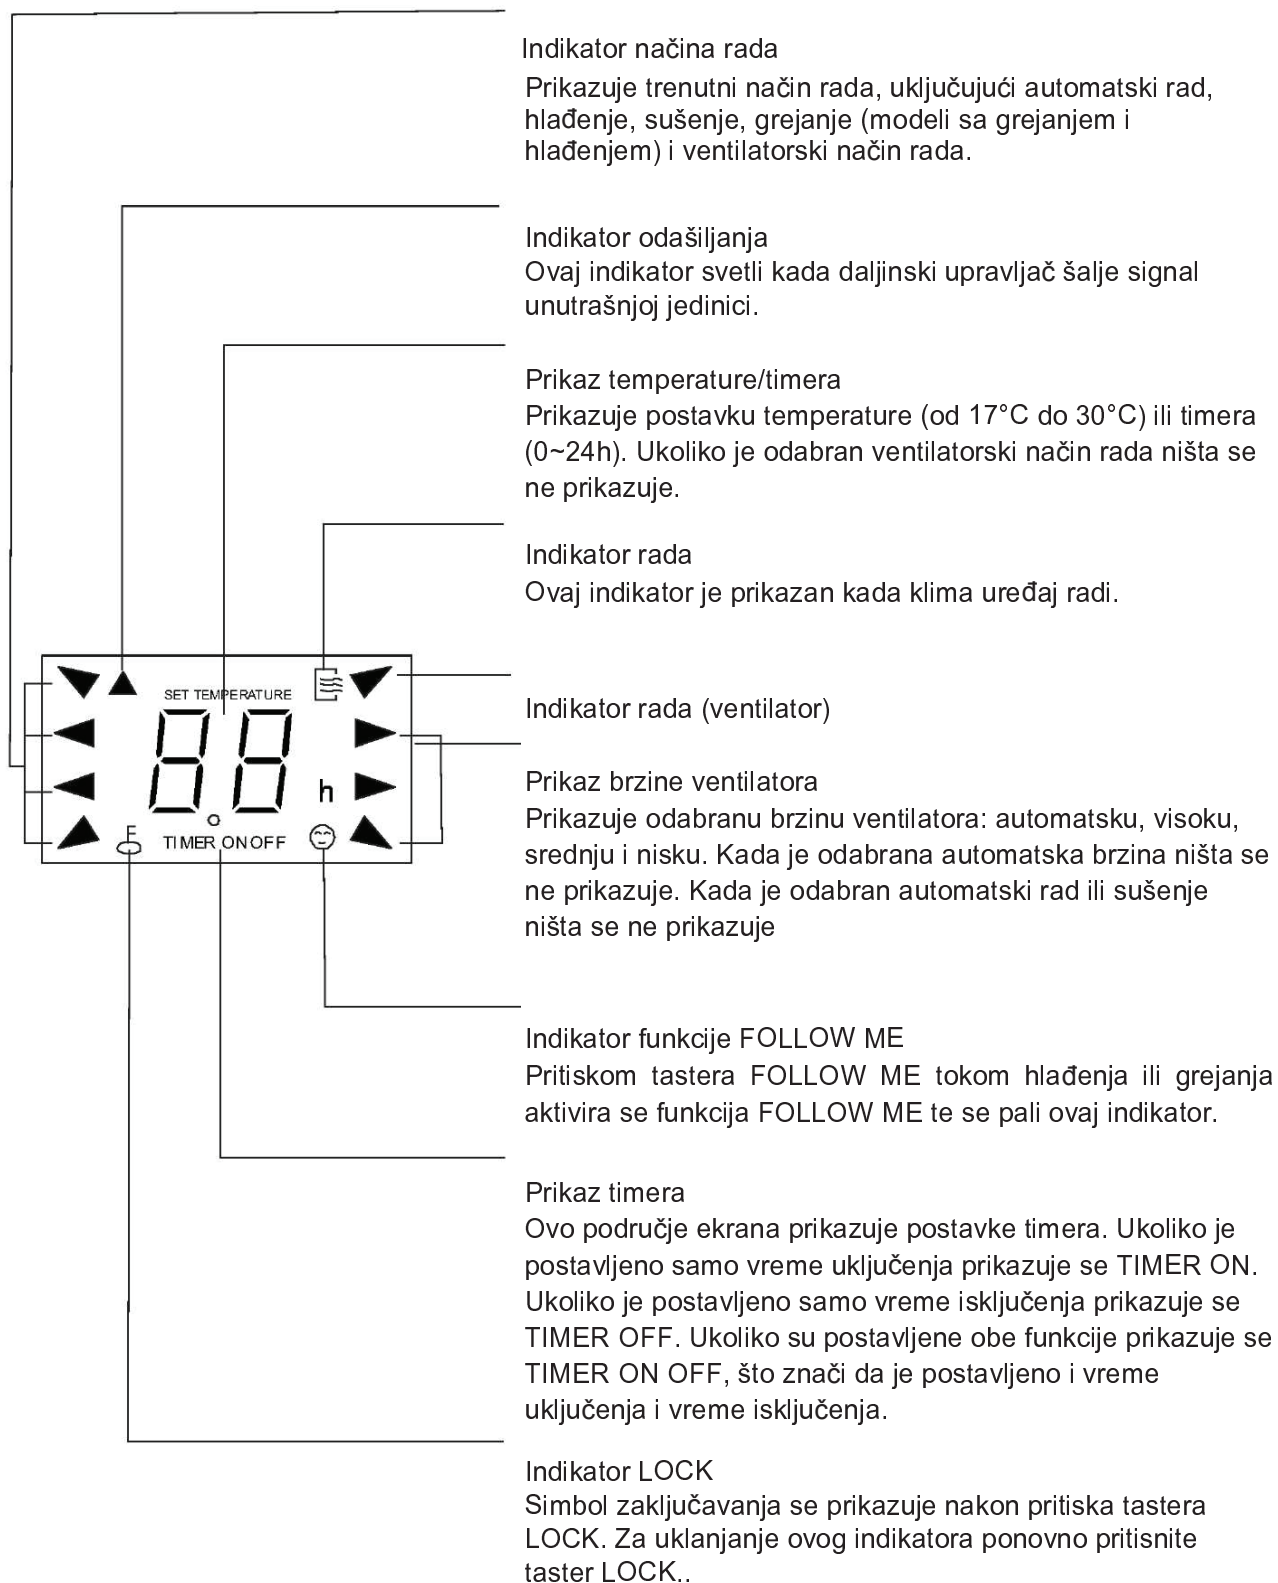 Indikator načina rada
Prikazuje trenutni način rada, uključujući automatski rad,
hlađenje, sušenje, grejanje (modeli sa grejanjem i
hlađenjem) i ventilatorski način rada.
Indikator odašiljanja
Ovaj indikator svetli kada daljinski upravljač šalje signal
unutrašnjoj jedinici.
Prikaz temperature/timera
Prikazuje postavku temperature (od 17°C do 30°C) ili timera
(0~24h). Ukoliko je odabran ventilatorski način rada ništa se
ne prikazuje.
Indikator rada
Ovaj indikator je prikazan kada klima uređaj radi.
SET TEMPERATURE
88
h
TIMER ON OFF
Indikator rada (ventilator)
Prikaz brzine ventilatora
Prikazuje odabranu brzinu ventilatora: automatsku, visoku,
srednju i nisku. Kada je odabrana automatska brzina ništa se
ne prikazuje. Kada je odabran automatski rad ili sušenje
ništa se ne prikazuje
Indikator funkcije FOLLOW ME
Pritiskom tastera FOLLOW ME tokom hlađenja ili grejanja
aktivira se funkcija FOLLOW ME te se pali ovaj indikator.
Prikaz timera
Ovo područje ekrana prikazuje postavke timera. Ukoliko je
postavljeno samo vreme uključenja prikazuje se TIMER ON.
Ukoliko je postavljeno samo vreme isključenja prikazuje se
TIMER OFF. Ukoliko su postavljene obe funkcije prikazuje se
TIMER ON OFF, što znači da je postavljeno i vreme
uključenja i vreme isključenja.
Indikator LOCK
Simbol zaključavanja se prikazuje nakon pritiska tastera
LOCK. Za uklanjanje ovog indikatora ponovno pritisnite
taster LOCK..